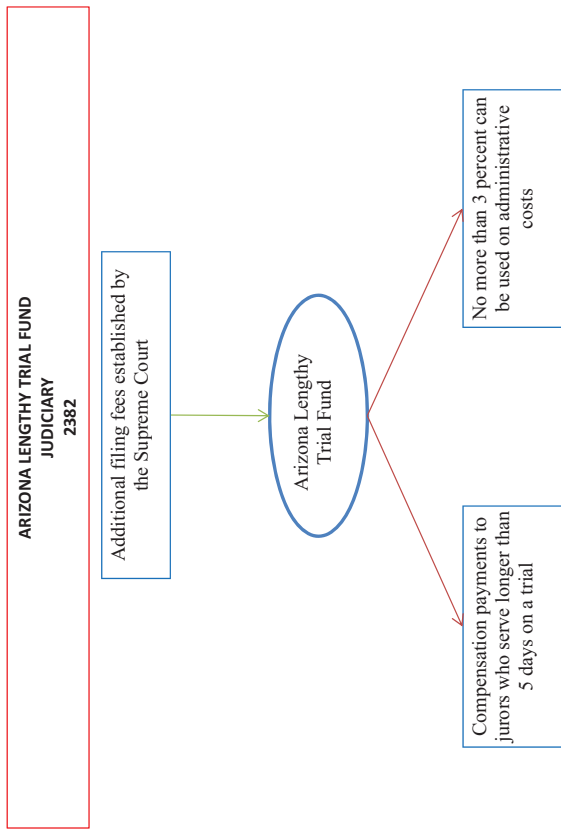 ARIZONA LENGTHY TRIAL FUND
JUDICIARY
2382
Additional filing fees established by
the Supreme Court
Arizona Lengthy
Trial Fund
Compensation payments to
jurors who serve longer than
5 days on a trial
No more than 3 percent can
be used on administrative
costs